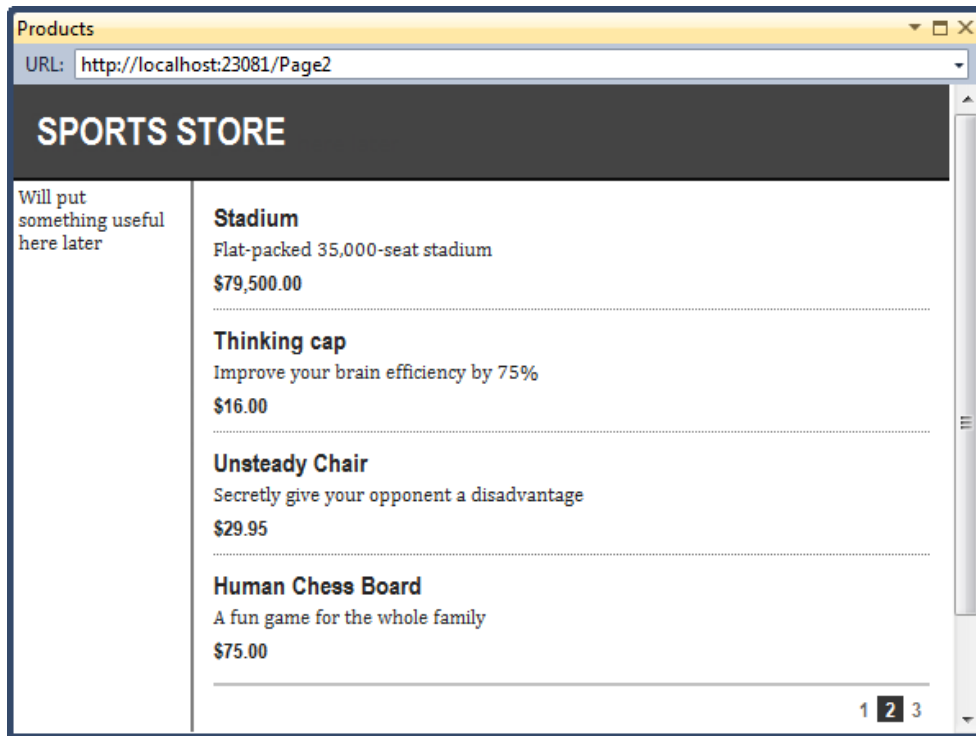 Products
URL: http://localhost:23081/Page2
SPORTS STORE
Will put
something useful
here later
Stadium
Flat-packed 35,000-seat stadium
$79,500.00
Thinking cap
Improve your brain efficiency by 75%
$16.00
Unsteady Chair
Secretly give your opponent a disadvantage
$29.95
Human Chess Board
A fun game for the whole family
$75.00
1 2 3